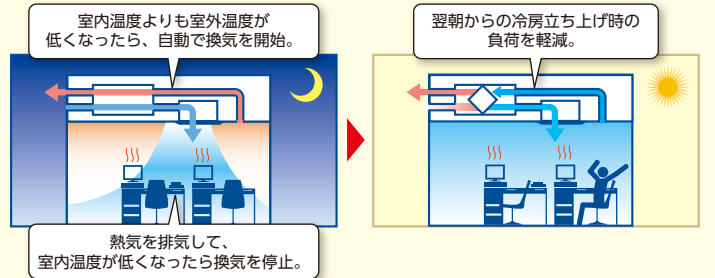 室内温度よりも室外温度が
低くなったら、自動で換気を開始。
熱気を排気して、
室内温度が低くなったら換気を停止。
翌朝からの冷房立ち上げ時の
負荷を軽減。